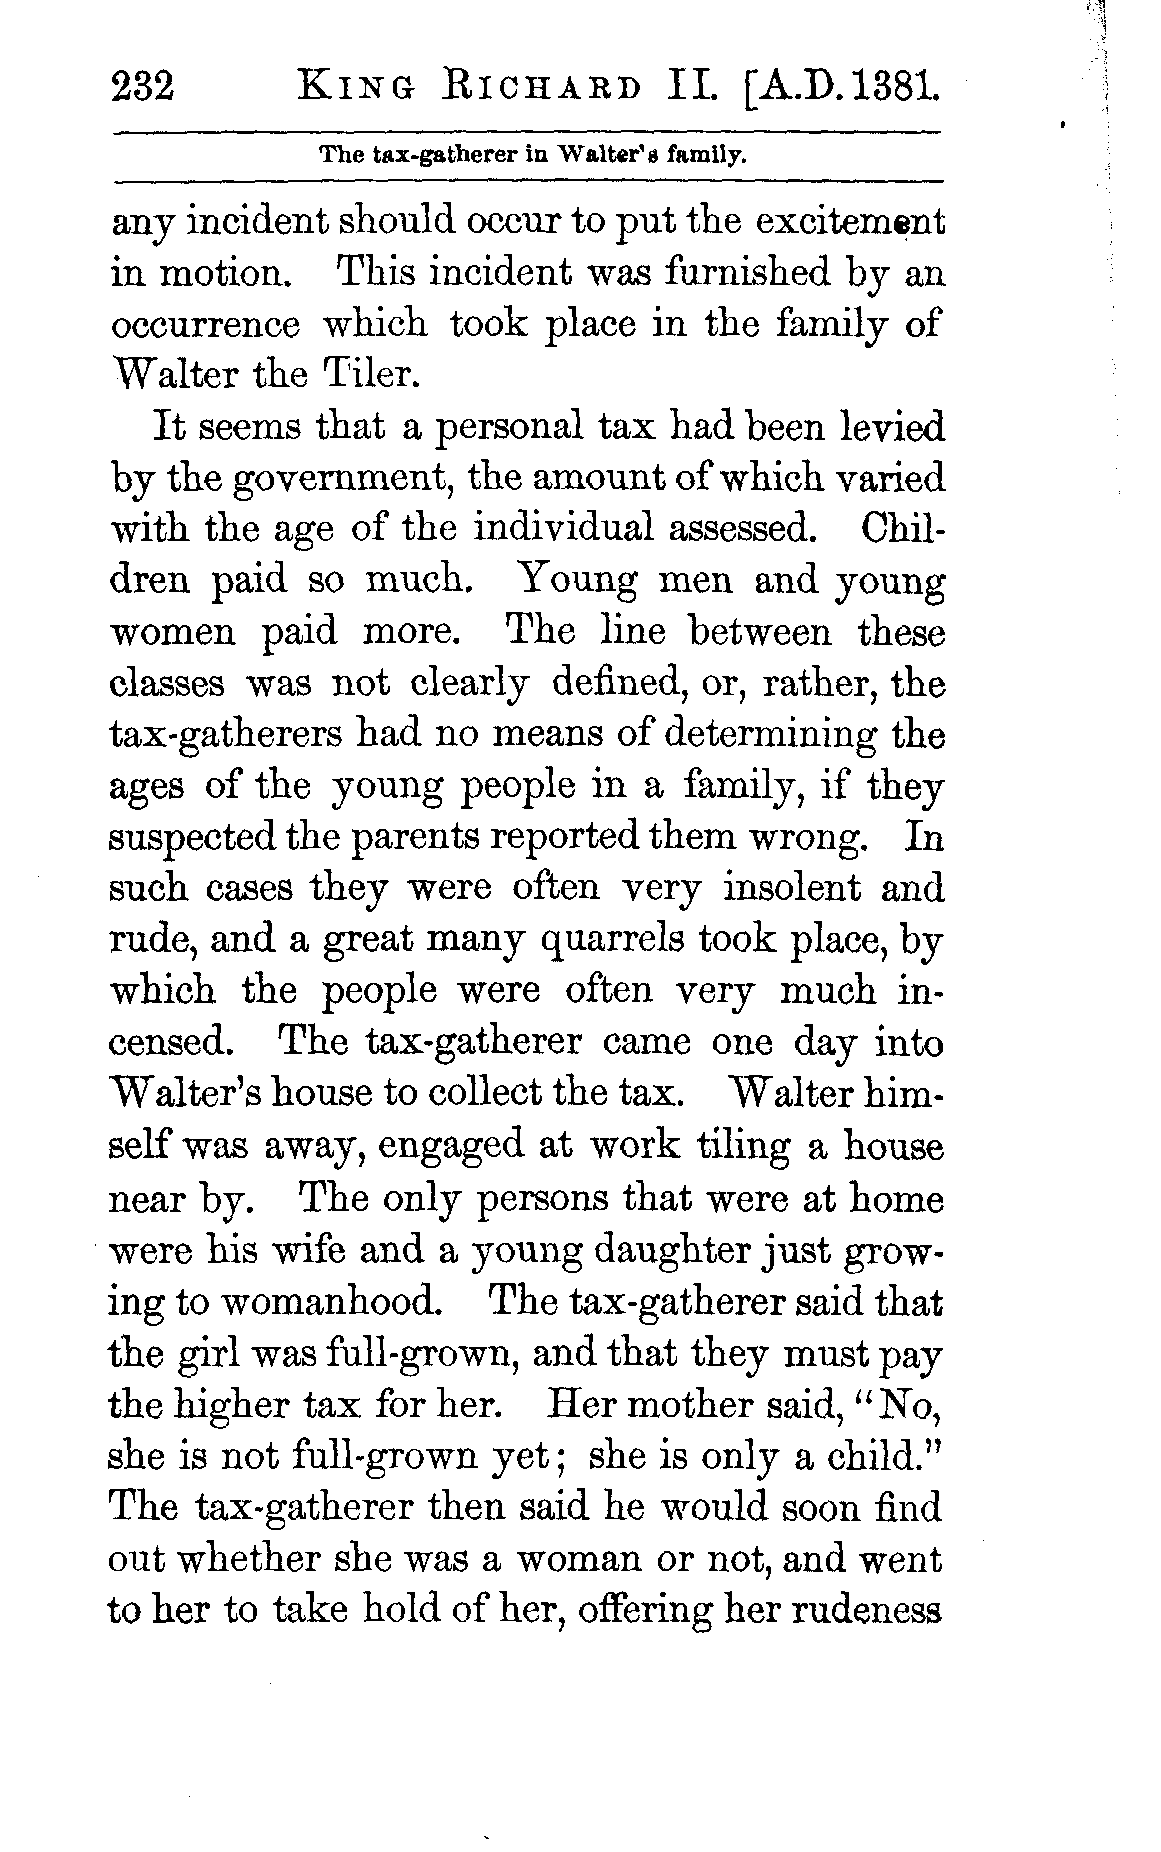 232 KING RICHARD II. [A.D. 1381.
The tax-gatherer in Walter's family.
any incident should occur to put the excitement
in motion. This incident was furnished by an
occurrence which took place in the family of
Walter the Tiler.
It seems that a personal tax had been levied
by the government, the amount of which varied
with the age of the individual assessed. Chil-
dren paid so much. Young men and young
women paid more. The line between these
classes was not clearly defined, or, rather, the
tax-gatherers had no means of determining the
ages of the young people in a family, if they
suspected the parents reported them wrong. In
such cases they were often very insolent and
rude, and a great many quarrels took place, by
which the people were often very much in-
censed. The tax-gatherer came one day into
Walter's house to collect the tax. Walter him-
self was away, engaged at work tiling a house
near by. The only persons that were at home
were his wife and a young daughter just grow-
ing to womanhood. The tax-gatherer said that
the girl was full-grown, and that they must pay
the higher tax for her. Her mother said, "No,
she is not full-grown yet; she is only a child."
The tax-gatherer then said he would soon find
out whether she was a woman or not, and went
to her to take hold of her, offering her rudeness